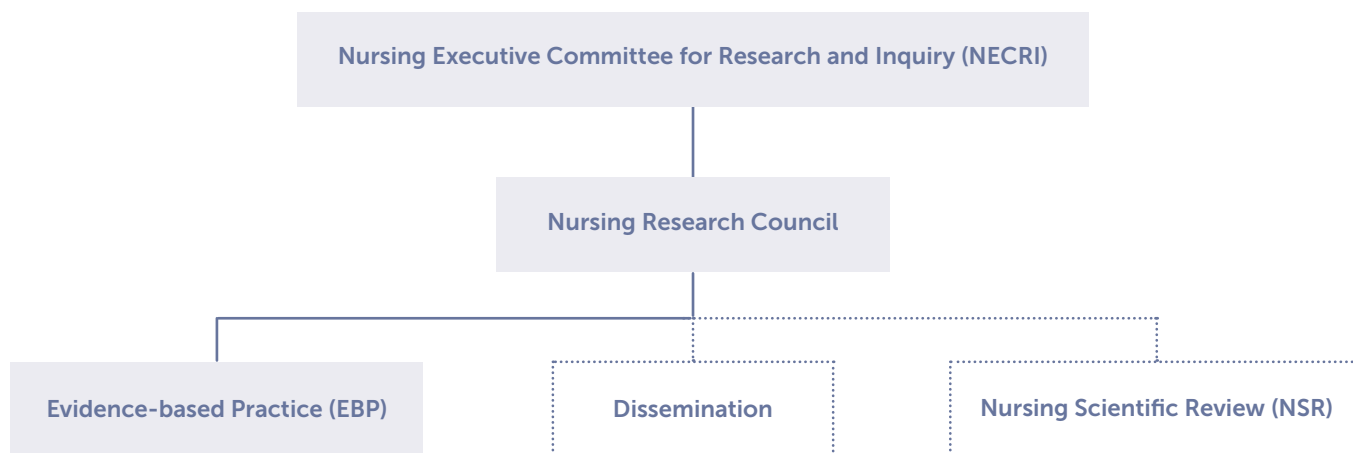 Nursing Executive Committee for Research and Inquiry (NECRI)
Nursing Research Council
Evidence-based Practice (EBP)
Dissemination
Nursing Scientific Review (NSR)